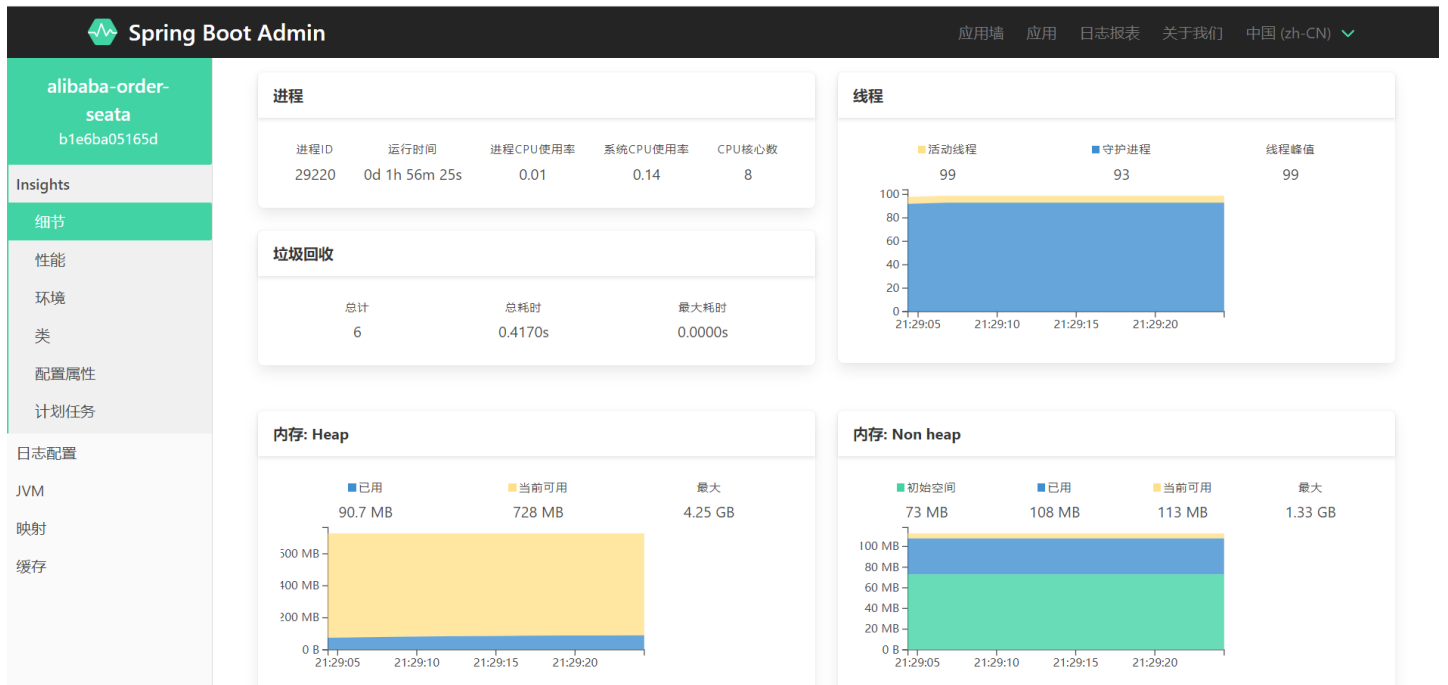 Spring Boot Admin
应用墙 应用 日志报表 关于我们 中国 (zh-CN)
alibaba-order-
seata
b1e6ba05165d
Insights
细节
性能
环境
类
配置属性
计划任务
日志配置
JVM
映射
缓存
进程
进程ID 运行时间 进程CPU使用率 系统CPU使用率 CPU核心数
29220 0d 1h 56m 25s 0.01 0.14 8
垃圾回收
总计 总耗时 最大耗时
6 0.4170s 0.0000s
线程
活动线程 守护进程 线程峰值
99 93 99
100
80
60
40
20
0
21:29:05 21:29:10 21:29:15 21:29:20
内存: Heap
已用 当前可用 最大
90.7 MB 728 MB 4.25 GB
600 MB
400 MB
200 MB
0 B
21:29:05 21:29:10 21:29:15 21:29:20
内存: Non heap
初始空间 已用 当前可用 最大
73 MB 108 MB 113 MB 1.33 GB
100 MB
80 MB
60 MB
40 MB
20 MB
0 B
21:29:05 21:29:10 21:29:15 21:29:20